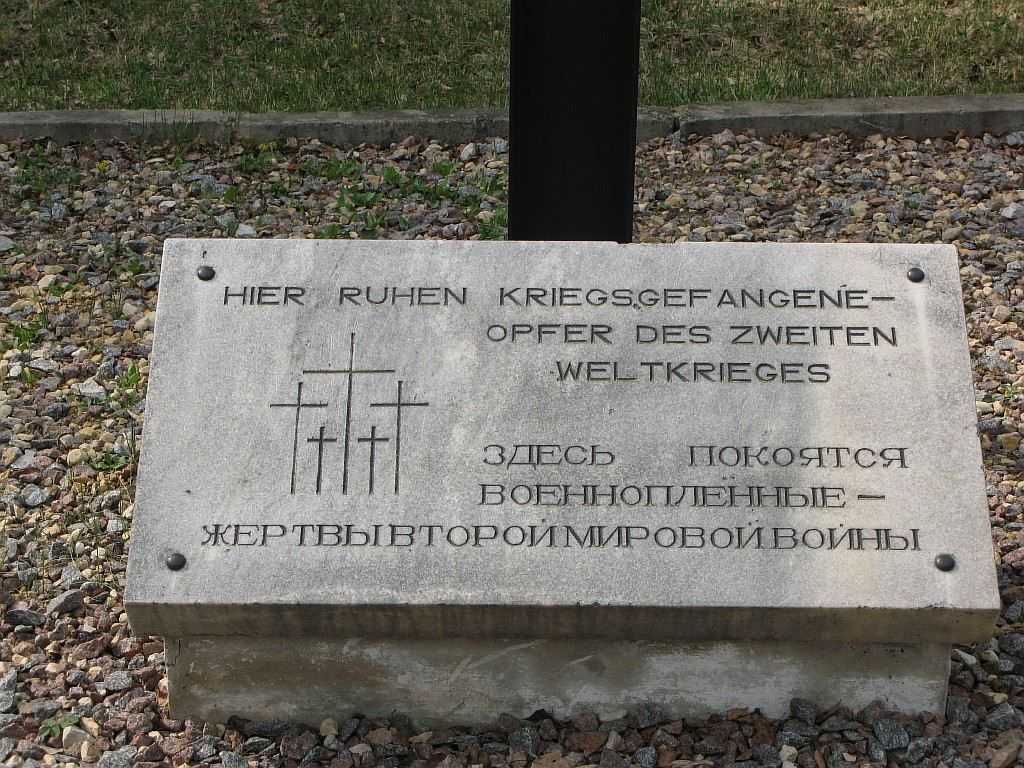 HIER RUHEN KRIEGSGEFANGENE–
OPFER DES ZWEITEN
WELTKRIEGES
ЗДЕСЬ ПОКОЯТСЯ
ВОЕННОПЛЕННЫЕ –
ЖЕРТВЫ ВТОРОЙ МИРОВОЙ ВОЙНЫ